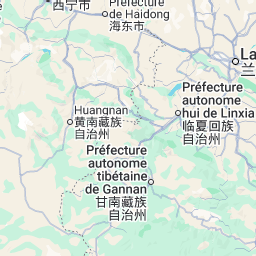 西宁市
Préfecture
de Haidong
海东市
La
兰
Huangnan
黄南藏族
自治州
Préfecture
autonome
hui de Linxia
临夏回族
自治州
Préfecture
autonome
tibétaine
de Gannan
甘南藏族
自治州